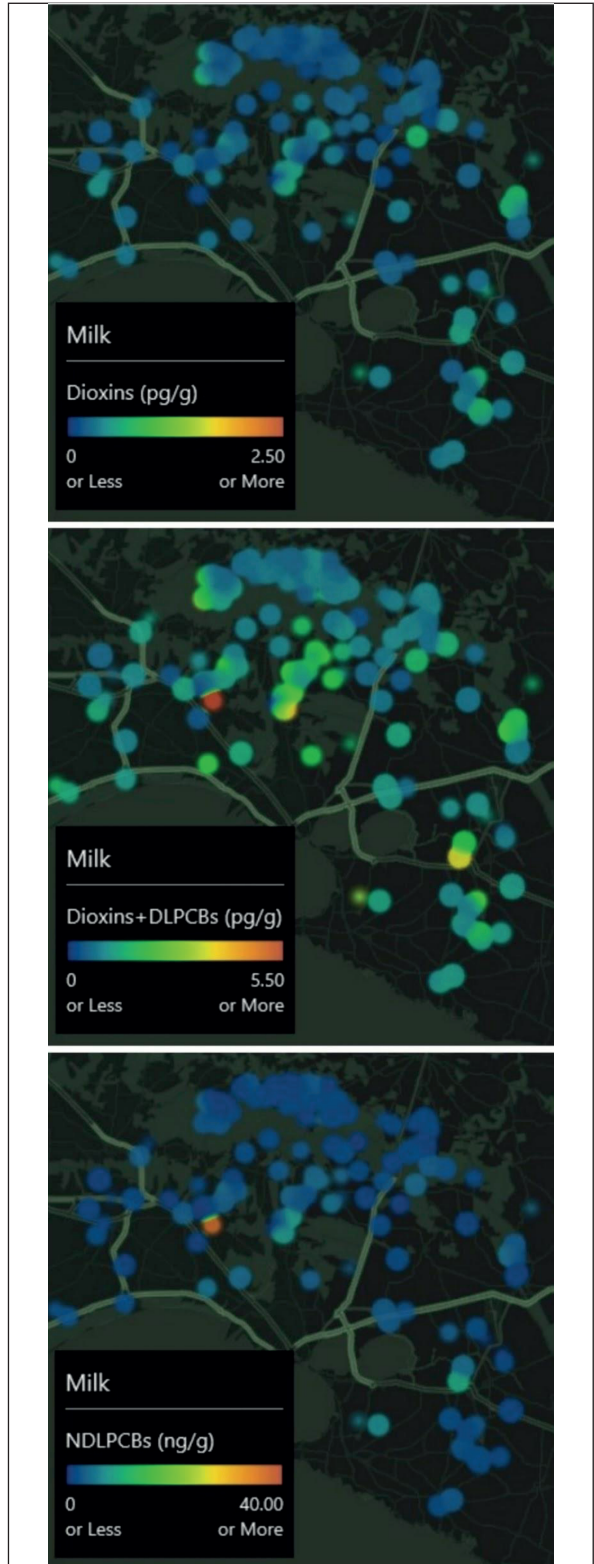 Milk
Dioxins (pg/g)
0 2.50
or Less or More
Milk
Dioxins+DLPCBs (pg/g)
0 5.50
or Less or More
Milk
NDLPCBs (ng/g)
0 40.00
or Less or More